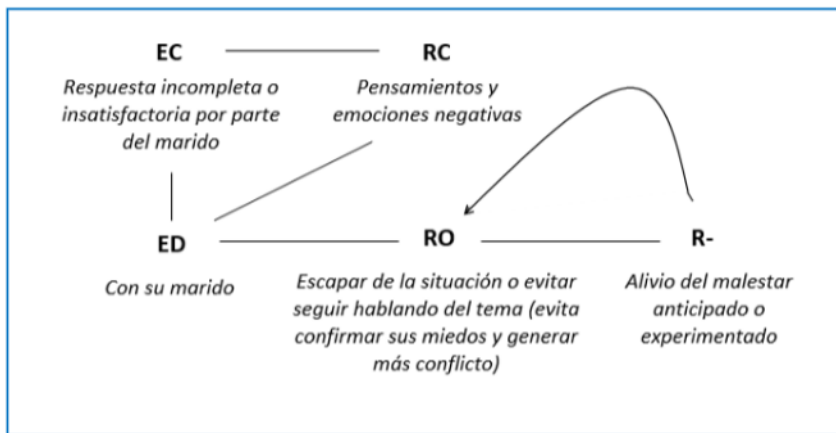 EC
RC
Respuesta incompleta o
insatisfactoria por parte
del marido
Pensamientos y
emociones negativas
ED
RO
R-
Con su marido
Escapar de la situación o evitar
seguir hablando del tema (evita
confirmar sus miedos y generar
más conflicto)
Alivio del malestar
anticipado o
experimentado